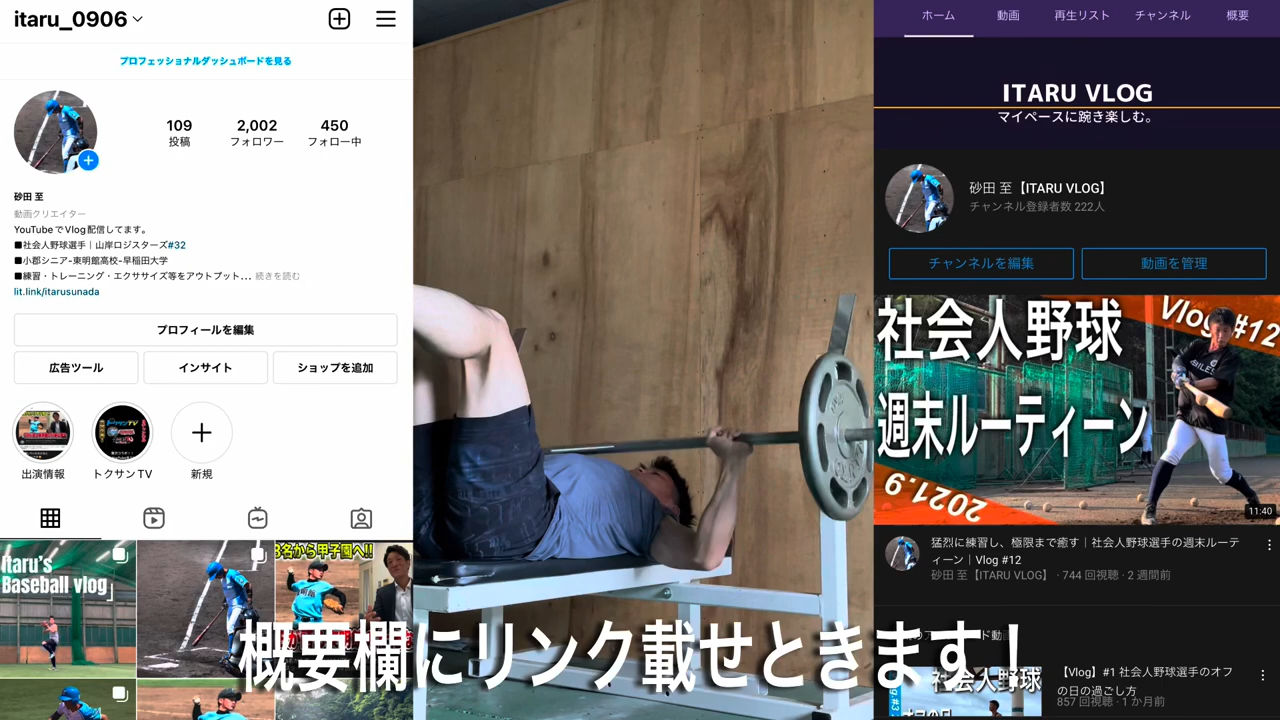 itaru_0906
プロフェッショナルダッシュボードを見る
109
投稿
2,002
フォロワー
450
フォロー中
砂田 至
動画クリエイター
YouTubeでVlog配信してます。
■社会人野球選手｜山岸ロジスターズ#32
■小郡シニア-東明館高校-早稲田大学
■練習・トレーニング・エクササイズ等をアウトプット... 続きを読む
lit.link/itarusunada
プロフィールを編集
広告ツール
インサイト
ショップを追加
出演情報
トクサンTV
新規
itaru's
Baseball vlog」
3名から甲子園へ!!
概要欄にリンク載せときます！
ホーム
動画
再生リスト
チャンネル
概要
ITARU VLOG
マイペースに踠き楽しむ。
砂田 至【ITARU VLOG】
チャンネル登録者数 222人
チャンネルを編集
動画を管理
Vlog #12
社会人野球
週末ルーティーン
2021.9
11:40
猛烈に練習し、極限まで癒す｜社会人野球選手の週末ルーテ
ィーン｜Vlog #12
砂田 至【ITARU VLOG】 · 744 回視聴 · 2 週間前
社会人野球
【Vlog】#1 社会人野球選手のオフ
の日の過ごし方
857 回視聴 · 1 か月前